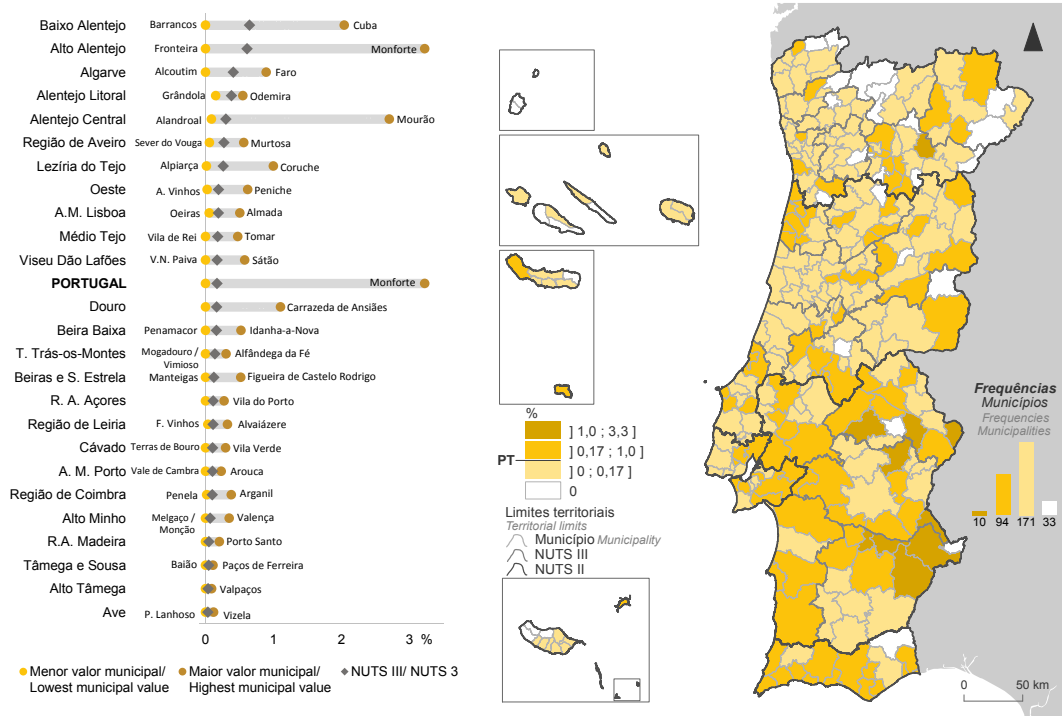 Baixo Alentejo Barrancos Cuba
Alto Alentejo Fronteira Monforte
Algarve Alcoutim Faro
Alentejo Litoral Grândola Odemira
Alentejo Central Alandroal Mourão
Região de Aveiro Sever do Vouga Murtosa
Lezíria do Tejo Alpiarça Coruche
Oeste A. Vinhos Peniche
A.M. Lisboa Oeiras Almada
Médio Tejo Vila de Rei Tomar
Viseu Dão Lafões V.N. Paiva Sátão
PORTUGAL Monforte
Douro Carrazeda de Ansiães
Beira Baixa Penamacor Idanha-a-Nova
T. Trás-os-Montes Mogadouro / Vimioso Alfândega da Fé
Beiras e S. Estrela Manteigas Figueira de Castelo Rodrigo
R. A. Açores Vila do Porto
Região de Leiria F. Vinhos Alvaiázere
Cávado Terras de Bouro Vila Verde
A. M. Porto Vale de Cambra Arouca
Região de Coimbra Penela Arganil
Alto Minho Melgaço / Monção Valença
R.A. Madeira Porto Santo
Tâmega e Sousa Baião Paços de Ferreira
Alto Tâmega Valpaços
Ave P. Lanhoso Vizela
0 1 2 3 %
Menor valor municipal/
Lowest municipal value
Maior valor municipal/
Highest municipal value
NUTS III/ NUTS 3
%
] 1,0 ; 3,3 ]
] 0,17 ; 1,0 ]
PT
] 0 ; 0,17 ]
0
Limites territoriais
Territorial limits
Município Municipality
NUTS III
NUTS II
Frequências
Municípios
Frequencies
Municipalities
10 94 171 33
0 50 km